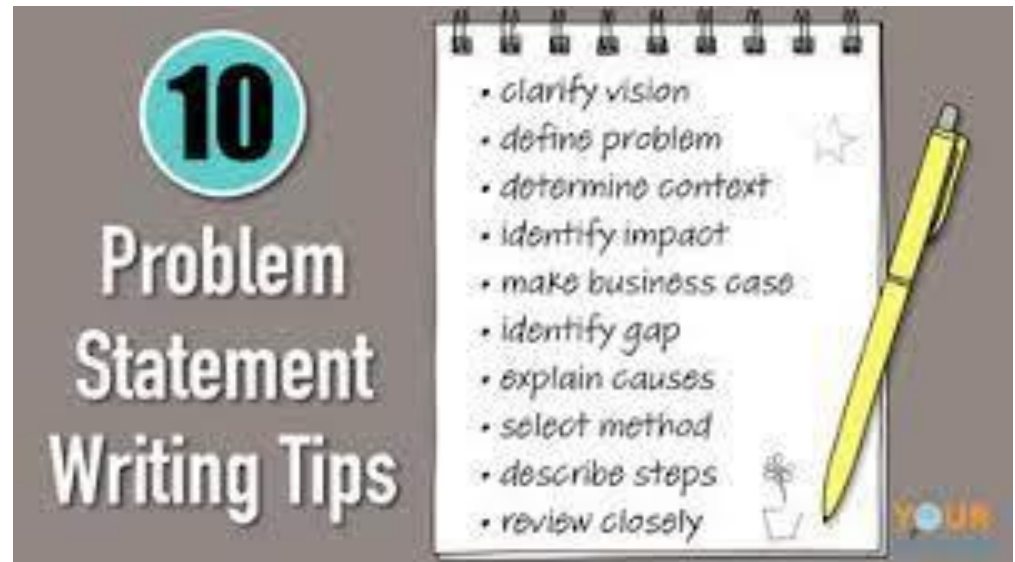 10
Problem
Statement
Writing Tips
• clarify vision
• define problem
• determine context
• identify impact
• make business case
• identify gap
• explain causes
• select method
• describe steps
• review closely
YOUR